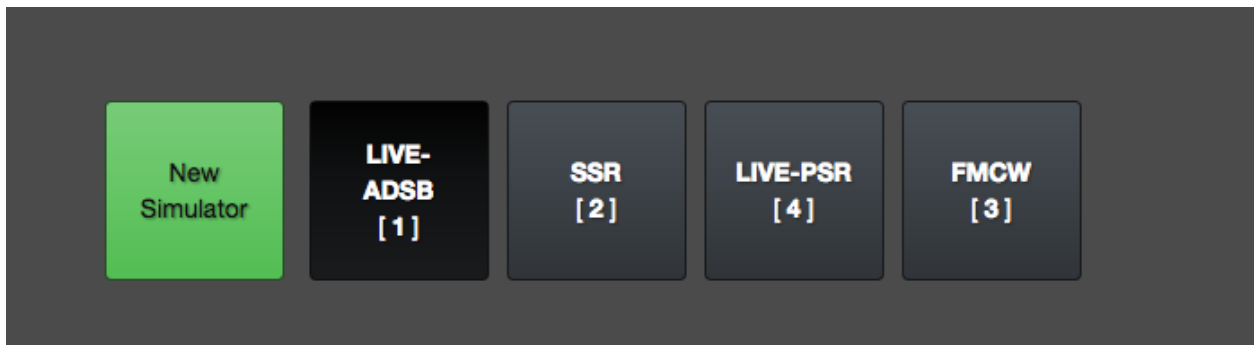 New
Simulator
LIVE-
ADSB
[ 1 ]
SSR
[ 2 ]
LIVE-PSR
[ 4 ]
FMCW
[ 3 ]